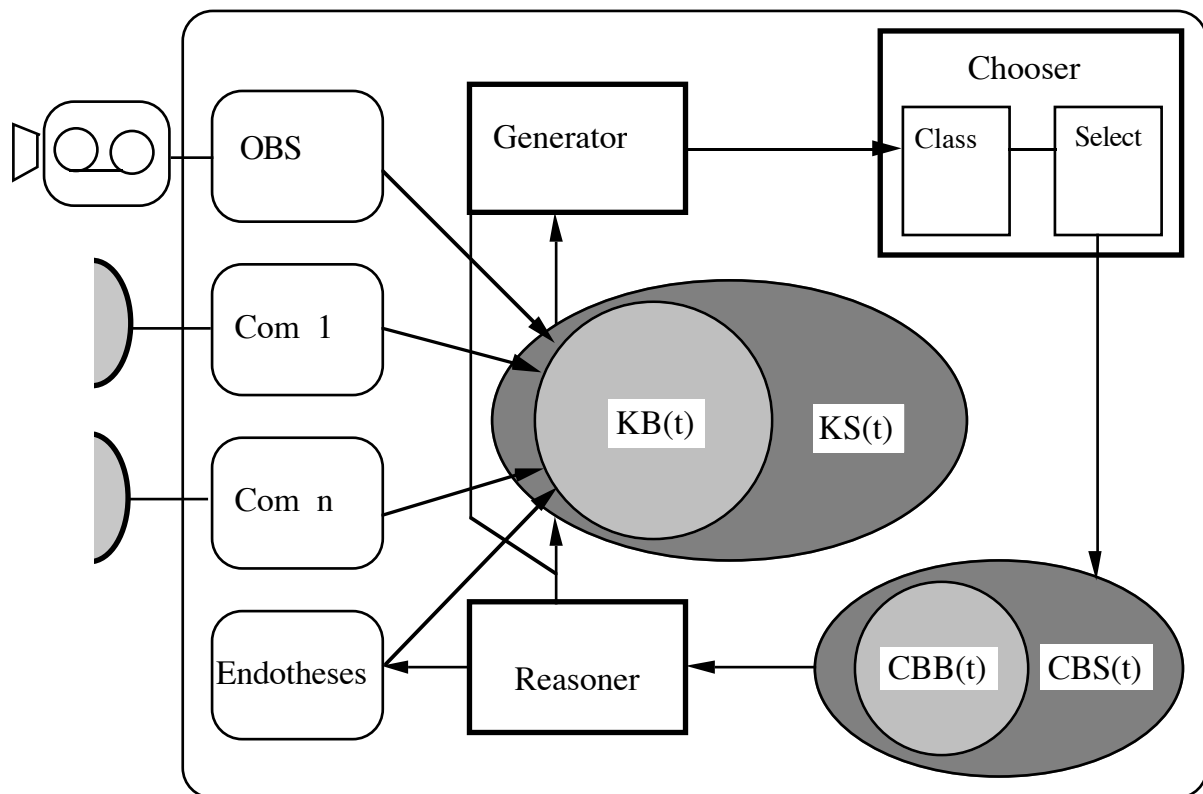 Chooser
OBS
Generator
Class
Select
Com 1
KB(t)
KS(t)
Com n
Endotheses
Reasoner
CBB(t)
CBS(t)